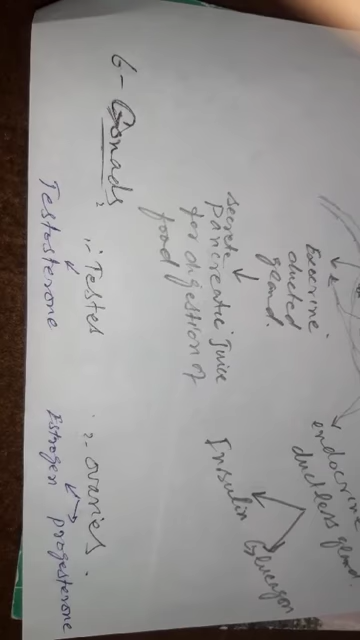 Exocrine.
ducted
gland.
secrete
pancreatic juice
for digestion of
food
endocrine
ductless gland.
Insulin Glucagon
6- Gonads:
1:- Testes
Testosterone
2:- ovaries.
Estrogen progesterone